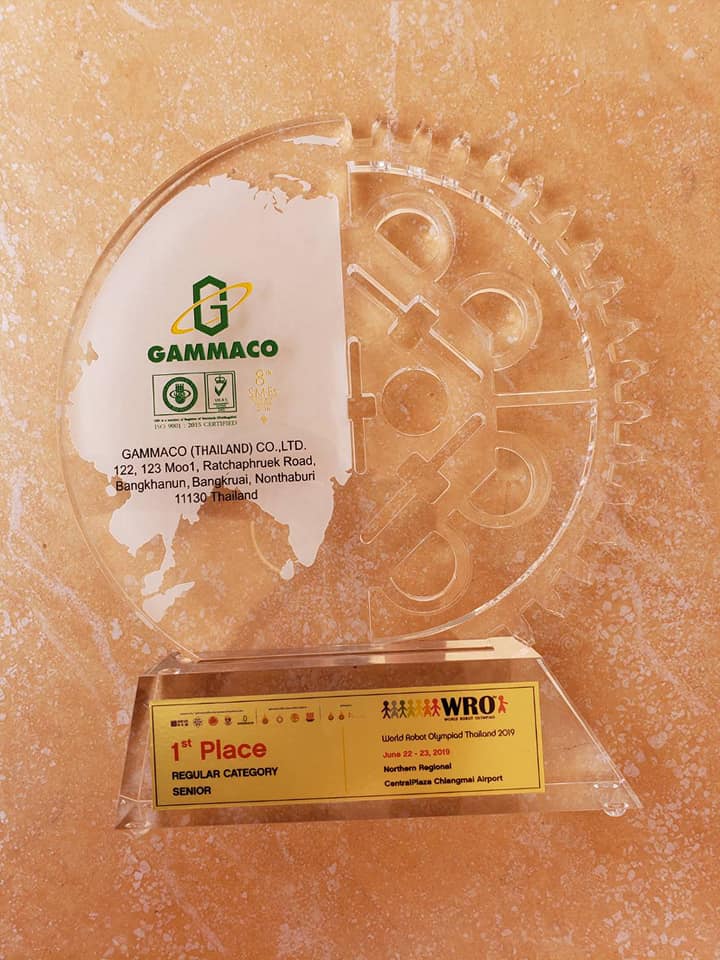 G
GAMMACO
8th
SMEs
ISO 9001 : 2015 CERTIFIED
GAMMACO (THAILAND) CO.,LTD.
122, 123 Moo1, Ratchaphruek Road,
Bangkhanun, Bangkruai, Nonthaburi
11130 Thailand
1st Place
REGULAR CATEGORY
SENIOR
WRO
WORLD ROBOT OLYMPIAD
World Robot Olympiad Thailand 2019
June 22 - 23, 2019
Northern Regional
CentralPlaza Chiangmai Airport